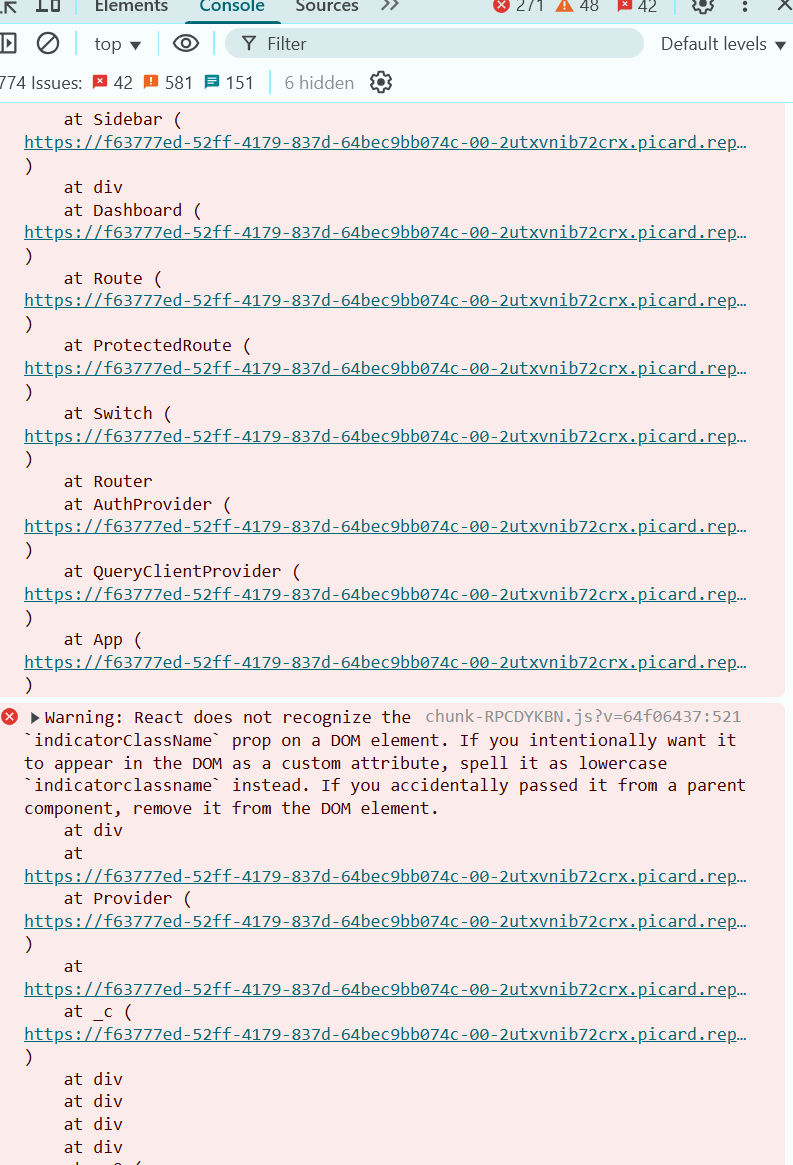 Elements Console Sources 271 48 42
top Filter Default levels
774 Issues: 42 581 151 6 hidden
at Sidebar (
https://f63777ed-52ff-4179-837d-64bec9bb074c-00-2utxvnib72crx.picard.rep…
)
at div
at Dashboard (
https://f63777ed-52ff-4179-837d-64bec9bb074c-00-2utxvnib72crx.picard.rep…
)
at Route (
https://f63777ed-52ff-4179-837d-64bec9bb074c-00-2utxvnib72crx.picard.rep…
)
at ProtectedRoute (
https://f63777ed-52ff-4179-837d-64bec9bb074c-00-2utxvnib72crx.picard.rep…
)
at Switch (
https://f63777ed-52ff-4179-837d-64bec9bb074c-00-2utxvnib72crx.picard.rep…
)
at Router
at AuthProvider (
https://f63777ed-52ff-4179-837d-64bec9bb074c-00-2utxvnib72crx.picard.rep…
)
at QueryClientProvider (
https://f63777ed-52ff-4179-837d-64bec9bb074c-00-2utxvnib72crx.picard.rep…
)
at App (
https://f63777ed-52ff-4179-837d-64bec9bb074c-00-2utxvnib72crx.picard.rep…
)
Warning: React does not recognize the chunk-RPCDYKBN.js?v=64f06437:521
`indicatorClassName` prop on a DOM element. If you intentionally want it
to appear in the DOM as a custom attribute, spell it as lowercase
`indicatorclassname` instead. If you accidentally passed it from a parent
component, remove it from the DOM element.
at div
at
https://f63777ed-52ff-4179-837d-64bec9bb074c-00-2utxvnib72crx.picard.rep…
at Provider (
https://f63777ed-52ff-4179-837d-64bec9bb074c-00-2utxvnib72crx.picard.rep…
)
at
https://f63777ed-52ff-4179-837d-64bec9bb074c-00-2utxvnib72crx.picard.rep…
at _c (
https://f63777ed-52ff-4179-837d-64bec9bb074c-00-2utxvnib72crx.picard.rep…
)
at div
at div
at div
at div